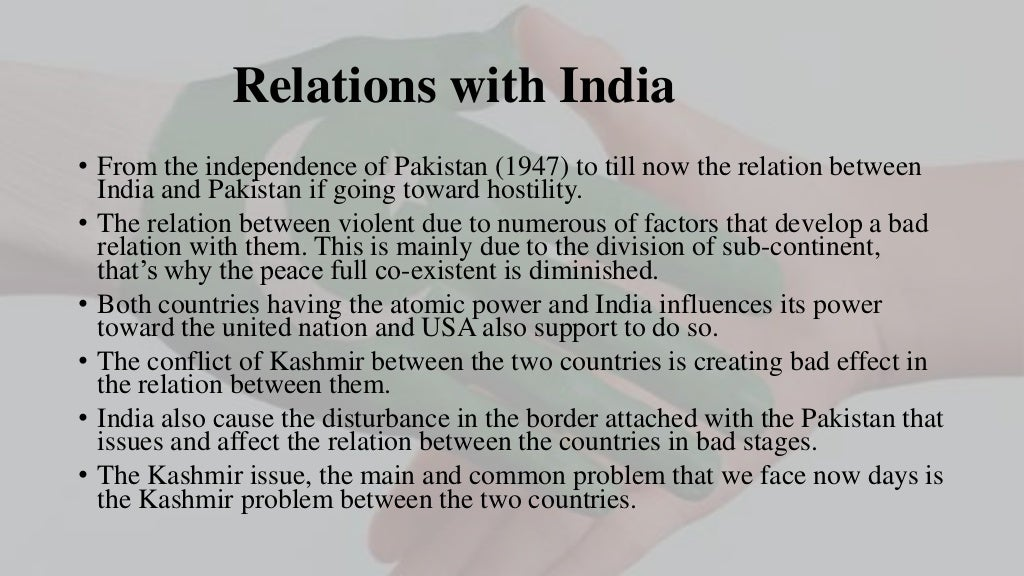 Relations with India
• From the independence of Pakistan (1947) to till now the relation between
India and Pakistan if going toward hostility.
• The relation between violent due to numerous of factors that develop a bad
relation with them. This is mainly due to the division of sub-continent,
that’s why the peace full co-existent is diminished.
• Both countries having the atomic power and India influences its power
toward the united nation and USA also support to do so.
• The conflict of Kashmir between the two countries is creating bad effect in
the relation between them.
• India also cause the disturbance in the border attached with the Pakistan that
issues and affect the relation between the countries in bad stages.
• The Kashmir issue, the main and common problem that we face now days is
the Kashmir problem between the two countries.